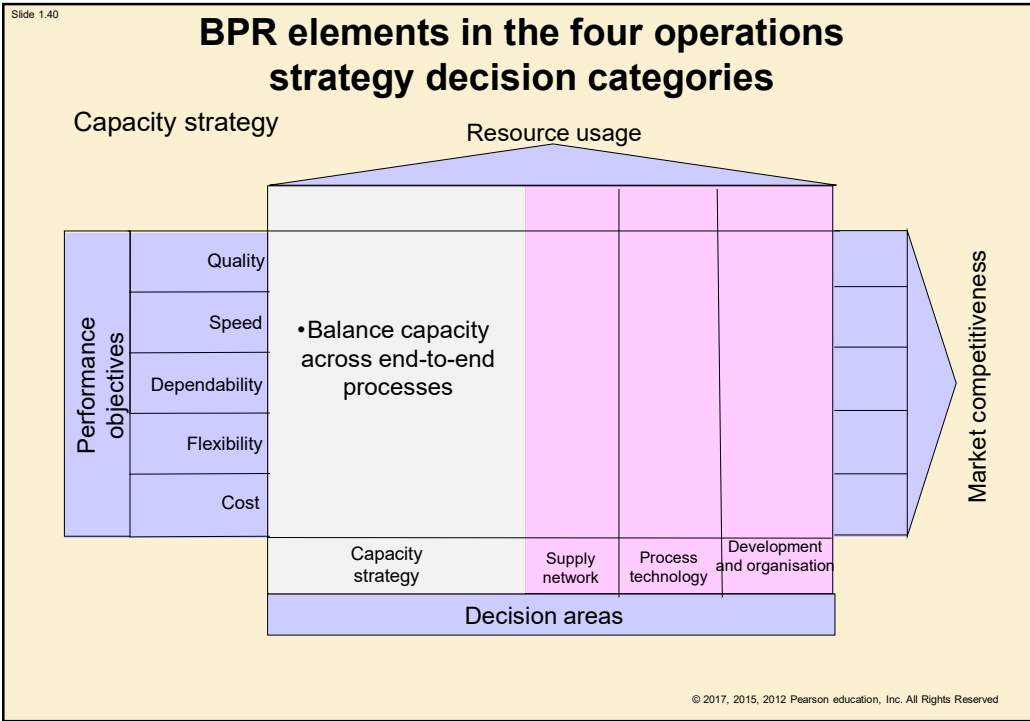 Slide 1.40
BPR elements in the four operations
strategy decision categories
Capacity strategy
Resource usage
Performance
objectives
Quality
Speed
Dependability
Flexibility
Cost
•Balance capacity
across end-to-end
processes
Market competitiveness
Capacity
strategy
Supply
network
Process
technology
Development
and organisation
Decision areas
© 2017, 2015, 2012 Pearson education, Inc. All Rights Reserved